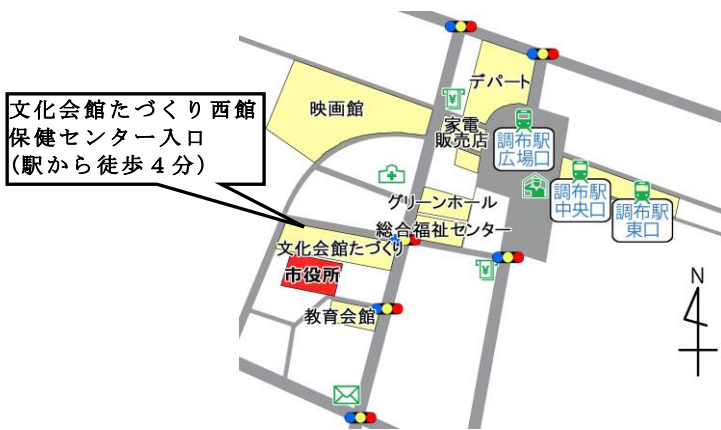 文化会館たづくり西館
保健センター入口
(駅から徒歩4分)
デパート
映画館
家電
販売店
調布駅
広場口
調布駅
中央口
調布駅
東口
グリーンホール
総合福祉センター
文化会館たづくり
市役所
教育会館
N
¥
¥